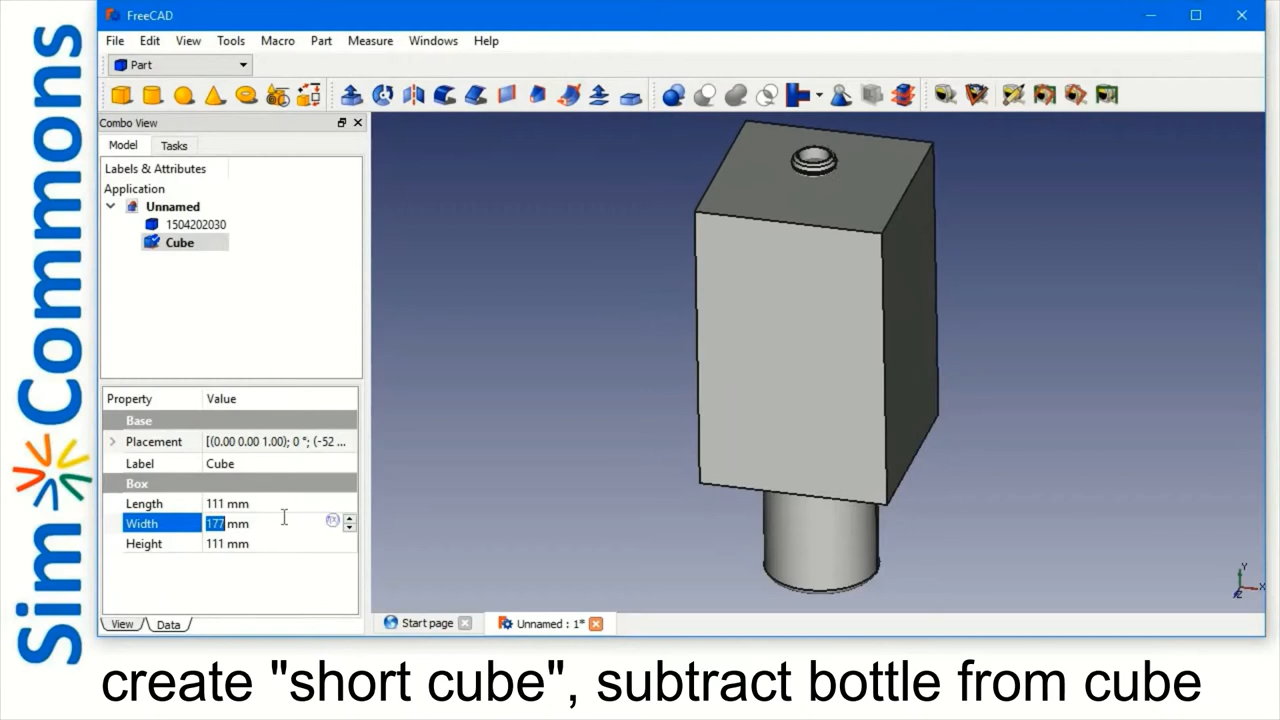 Sim Commons
FreeCAD
File Edit View Tools Macro Part Measure Windows Help
Part
Combo View
Model Tasks
Labels & Attributes
Application
Unnamed
1504202030
Cube
Property Value
Base
Placement [(0.00 0.00 1.00); 0 °; (-52 ...
Label Cube
Box
Length 111 mm
Width 177 mm
Height 111 mm
View Data
Start page Unnamed : 1*
Y
X
Z
create "short cube", subtract bottle from cube